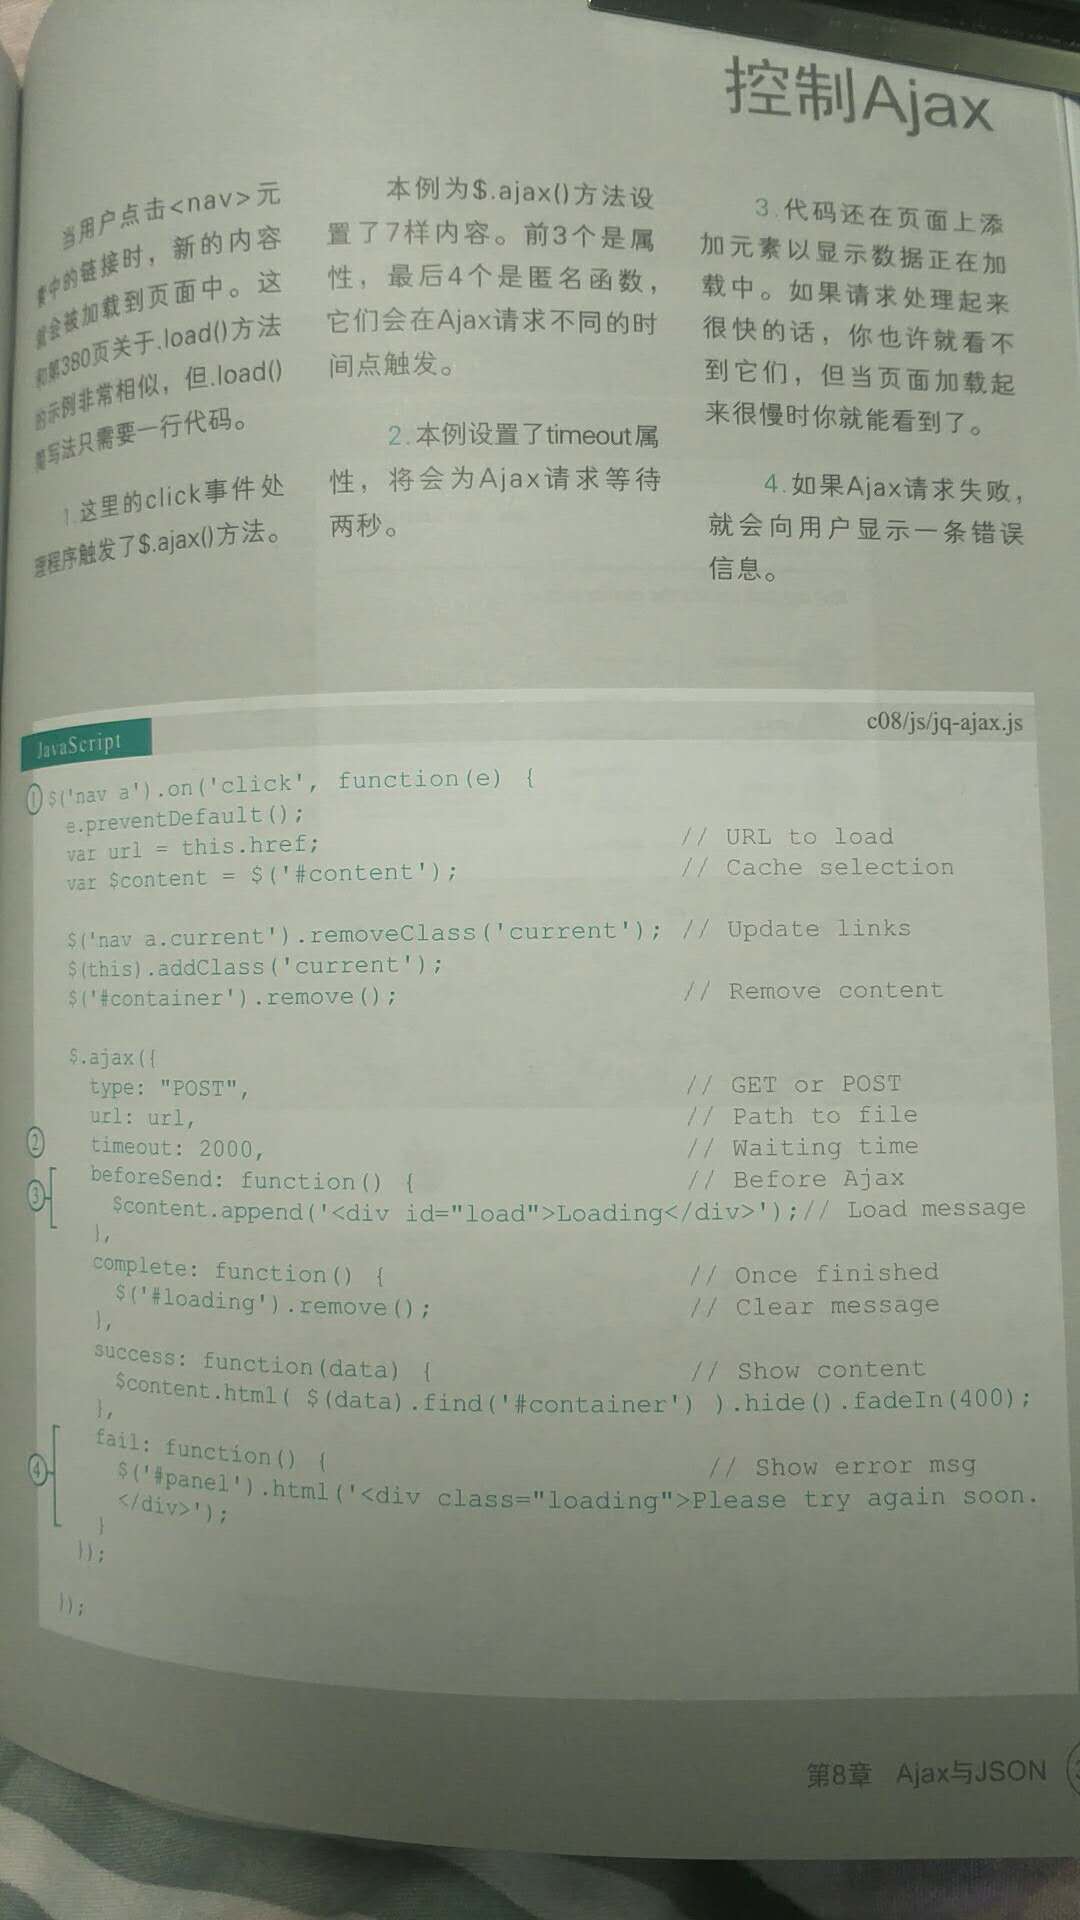 控制Ajax
当用户点击<nav>元
素中的链接时，新的内容
就会被加载到页面中。这
和第380页关于.load()方法
的示例非常相似，但.load()
简写法只需要一行代码。
1.这里的click事件处
理程序触发了$.ajax()方法。
本例为$.ajax()方法设
置了7样内容。前3个是属
性，最后4个是匿名函数，
它们会在Ajax请求不同的时
间点触发。
2.本例设置了timeout属
性，将会为Ajax请求等待
两秒。
3.代码还在页面上添
加元素以显示数据正在加
载中。如果请求处理起来
很快的话，你也许就看不
到它们，但当页面加载起
来很慢时你就能看到了。
4.如果Ajax请求失败，
就会向用户显示一条错误
信息。
JavaScript c08/js/jq-ajax.js
① $('nav a').on('click', function(e) {
e.preventDefault();
var url = this.href; // URL to load
var $content = $('#content'); // Cache selection
$('nav a.current').removeClass('current'); // Update links
$(this).addClass('current');
$('#container').remove(); // Remove content
$.ajax({
type: "POST", // GET or POST
url: url, // Path to file
② timeout: 2000, // Waiting time
③ beforeSend: function() { // Before Ajax
$content.append('<div id="load">Loading</div>');// Load message
},
complete: function() { // Once finished
$('#loading').remove(); // Clear message
},
success: function(data) { // Show content
$content.html( $(data).find('#container') ).hide().fadeIn(400);
},
④ fail: function() { // Show error msg
$('#panel').html('<div class="loading">Please try again soon.
</div>');
}
});
});
第8章 Ajax与JSON